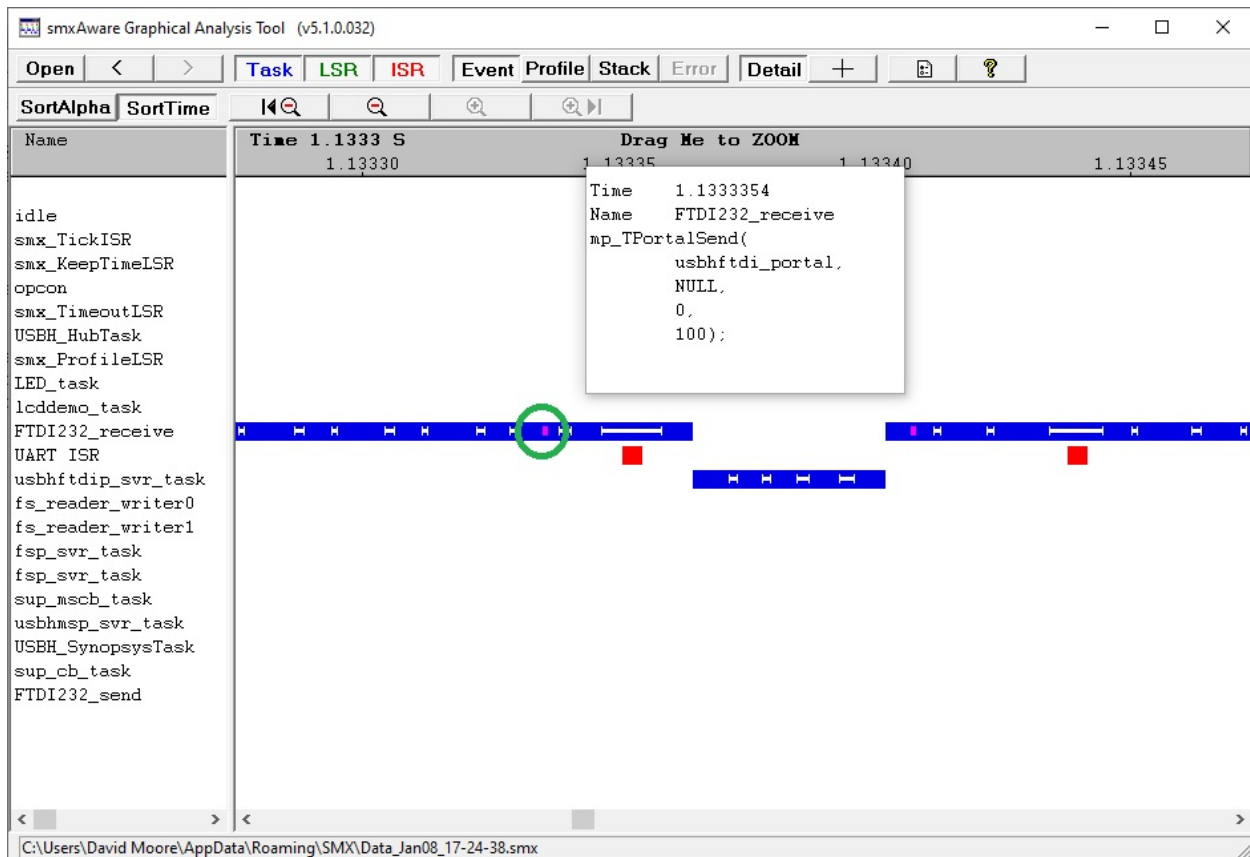 smxAware Graphical Analysis Tool (v5.1.0.032)
Open < > Task LSR ISR Event Profile Stack Error Detail + ?
SortAlpha SortTime
Name
Time 1.1333 S Drag Me to ZOOM
1.13330 1.13335 1.13340 1.13345
Time 1.1333354
Name FTDI232_receive
mp_TPortalSend(
usbhftdi_portal,
NULL,
0,
100);
idle
smx_TickISR
smx_KeepTimeLSR
opcon
smx_TimeoutLSR
USBH_HubTask
smx_ProfileLSR
LED_task
lcddemo_task
FTDI232_receive
UART ISR
usbhftdip_svr_task
fs_reader_writer0
fs_reader_writer1
fsp_svr_task
fsp_svr_task
sup_mscb_task
usbhmsp_svr_task
USBH_SynopsysTask
sup_cb_task
FTDI232_send
C:\Users\David Moore\AppData\Roaming\SMX\Data_Jan08_17-24-38.smx